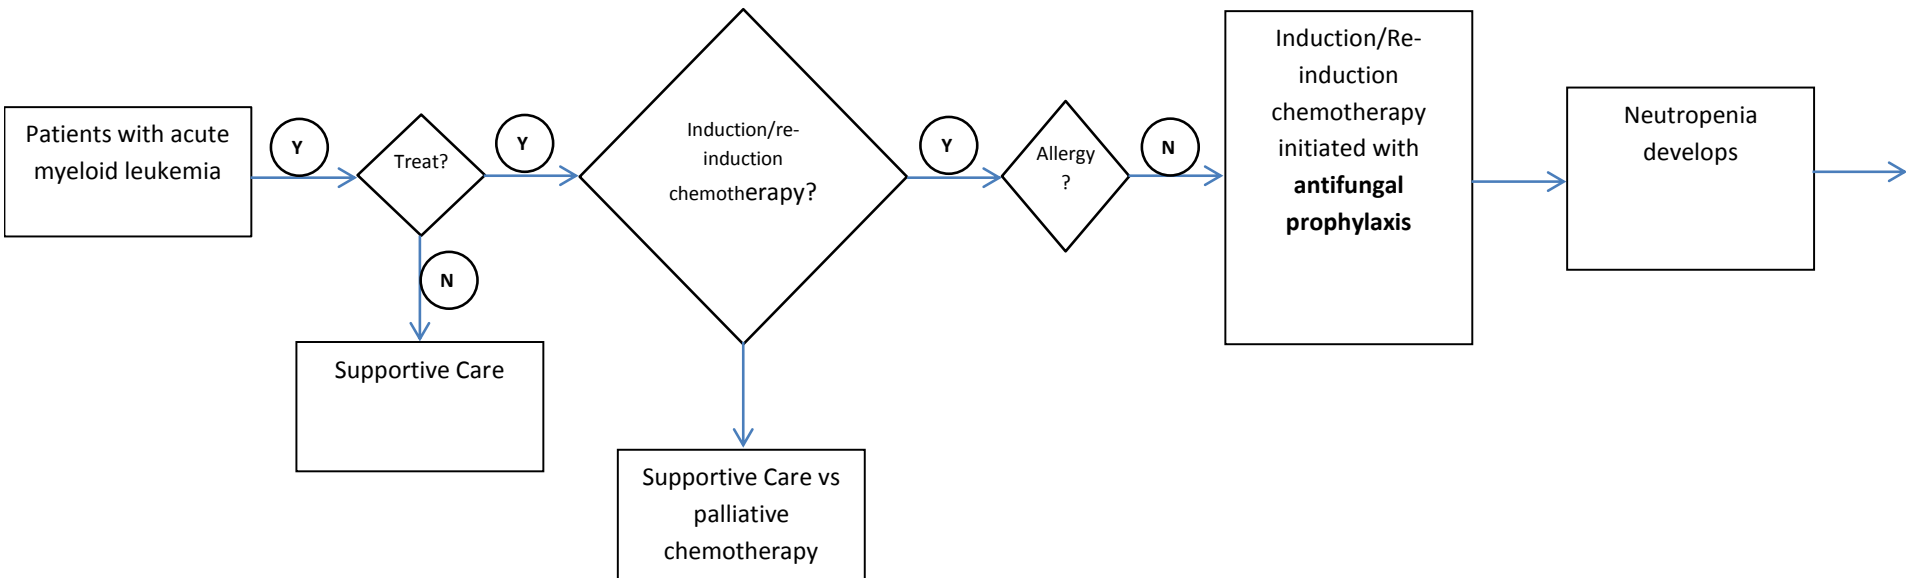 Patients with acute
myeloid leukemia
Y
Treat?
Y
N
Supportive Care
Induction/re-
induction
chemotherapy?
Supportive Care vs
palliative
chemotherapy
Y
Allergy
?
N
Induction/Re-
induction
chemotherapy
initiated with
antifungal
prophylaxis
Neutropenia
develops